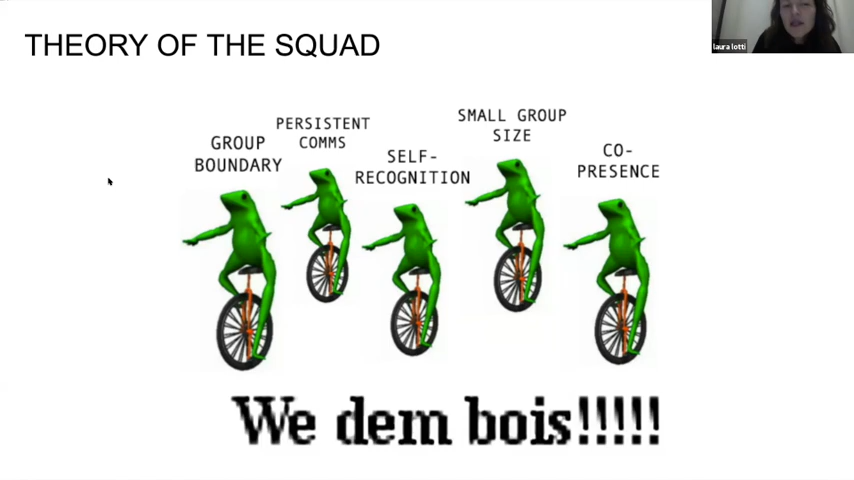 THEORY OF THE SQUAD
laura lotti
GROUP
BOUNDARY
PERSISTENT
COMMS
SELF-
RECOGNITION
SMALL GROUP
SIZE
CO-
PRESENCE
We dem bois!!!!!